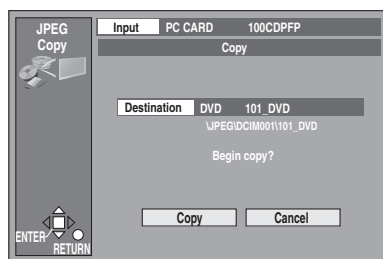 JPEG
Copy
Input PC CARD 100CDPFP
Copy
Destination DVD 101_DVD
\JPEG\DCIM001\101_DVD
Begin copy?
Copy Cancel
ENTER
RETURN